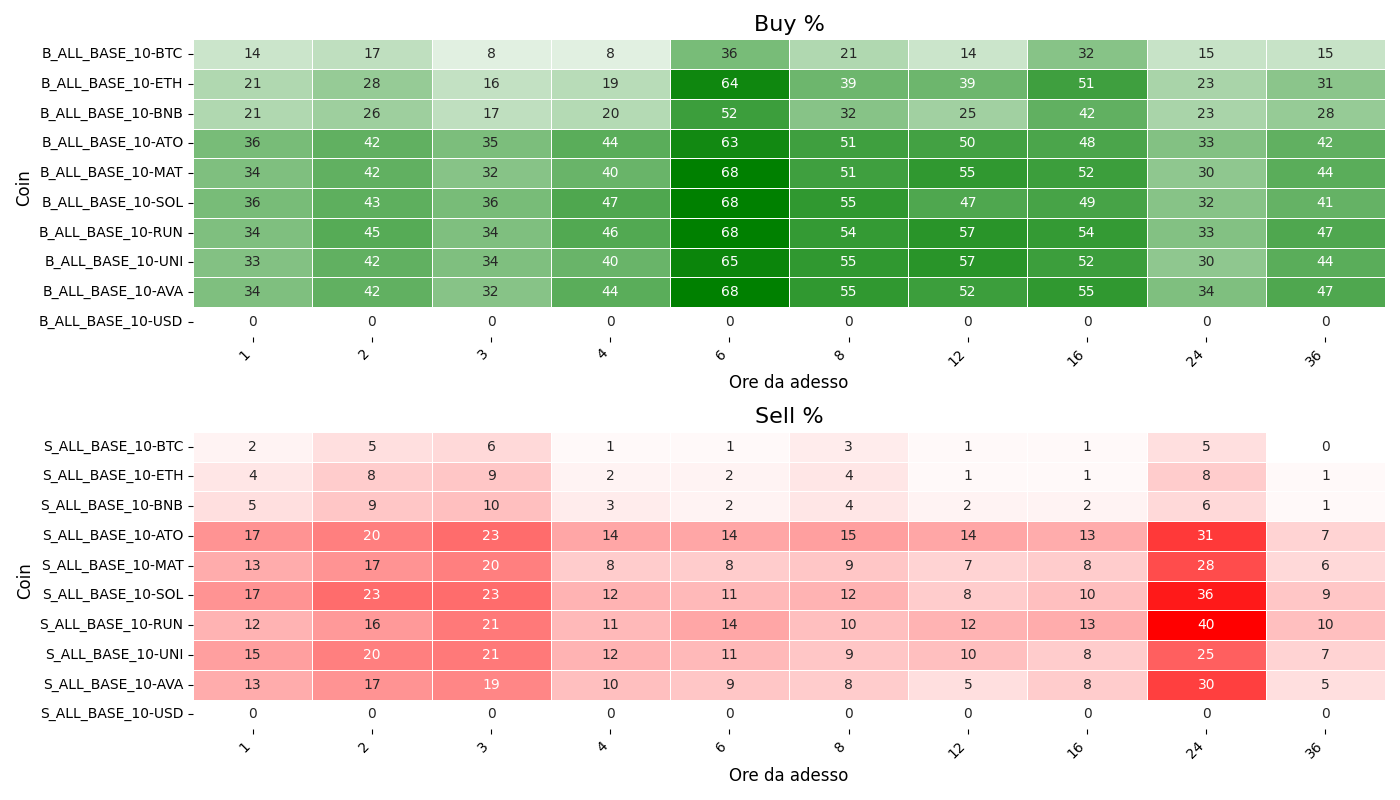 Buy %
B_ALL_BASE_10-BTC 14 17 8 8 36 21 14 32 15 15
B_ALL_BASE_10-ETH 21 28 16 19 64 39 39 51 23 31
B_ALL_BASE_10-BNB 21 26 17 20 52 32 25 42 23 28
B_ALL_BASE_10-ATO 36 42 35 44 63 51 50 48 33 42
B_ALL_BASE_10-MAT 34 42 32 40 68 51 55 52 30 44
B_ALL_BASE_10-SOL 36 43 36 47 68 55 47 49 32 41
B_ALL_BASE_10-RUN 34 45 34 46 68 54 57 54 33 47
B_ALL_BASE_10-UNI 33 42 34 40 65 55 57 52 30 44
B_ALL_BASE_10-AVA 34 42 32 44 68 55 52 55 34 47
B_ALL_BASE_10-USD 0 0 0 0 0 0 0 0 0 0
Coin
1 2 3 4 6 8 12 16 24 36
Ore da adesso
Sell %
S_ALL_BASE_10-BTC 2 5 6 1 1 3 1 1 5 0
S_ALL_BASE_10-ETH 4 8 9 2 2 4 1 1 8 1
S_ALL_BASE_10-BNB 5 9 10 3 2 4 2 2 6 1
S_ALL_BASE_10-ATO 17 20 23 14 14 15 14 13 31 7
S_ALL_BASE_10-MAT 13 17 20 8 8 9 7 8 28 6
S_ALL_BASE_10-SOL 17 23 23 12 11 12 8 10 36 9
S_ALL_BASE_10-RUN 12 16 21 11 14 10 12 13 40 10
S_ALL_BASE_10-UNI 15 20 21 12 11 9 10 8 25 7
S_ALL_BASE_10-AVA 13 17 19 10 9 8 5 8 30 5
S_ALL_BASE_10-USD 0 0 0 0 0 0 0 0 0 0
Coin
1 2 3 4 6 8 12 16 24 36
Ore da adesso